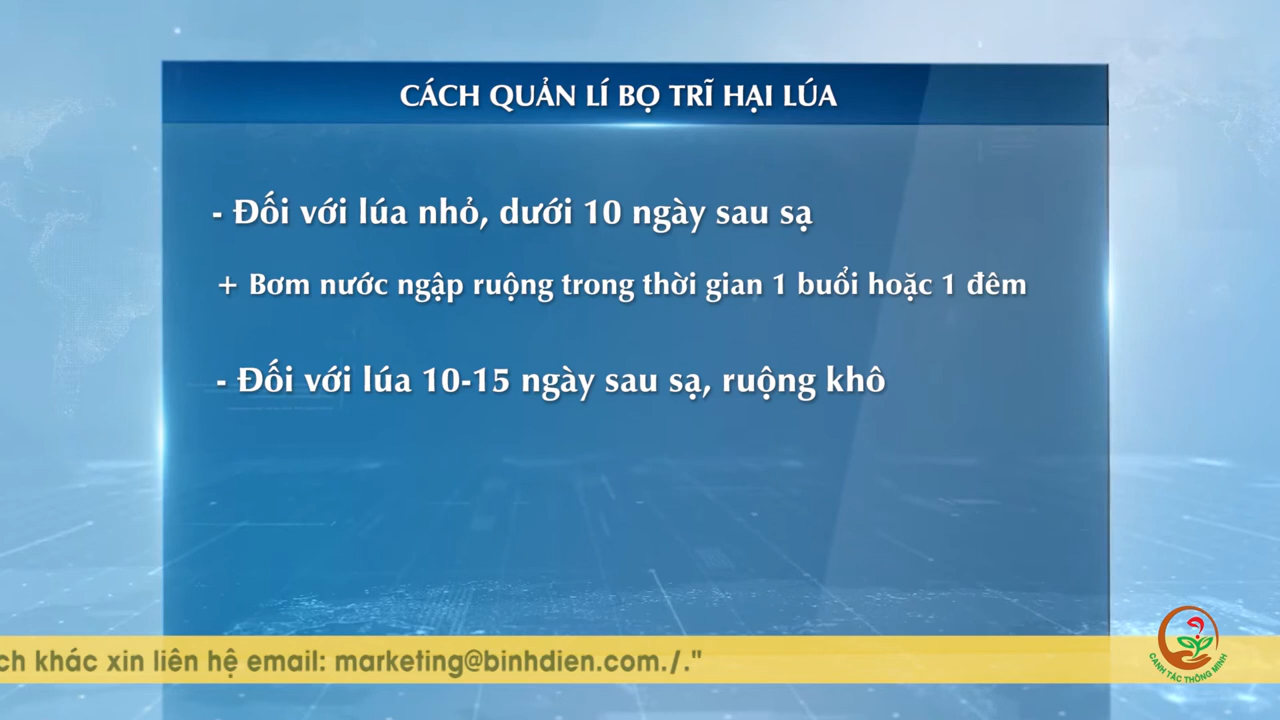 CÁCH QUẢN LÍ BỌ TRĨ HẠI LÚA
- Đối với lúa nhỏ, dưới 10 ngày sau sạ
+ Bơm nước ngập ruộng trong thời gian 1 buổi hoặc 1 đêm
- Đối với lúa 10-15 ngày sau sạ, ruộng khô
ch khác xin liên hệ email: marketing@binhdien.com./."
CANH TÁC THÔNG MINH